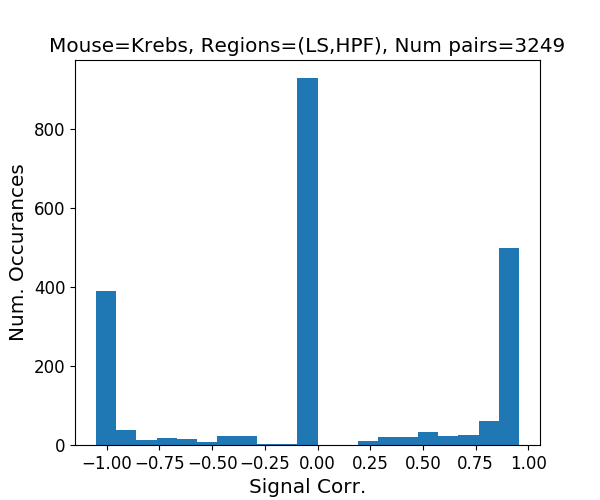 Mouse=Krebs, Regions=(LS,HPF), Num pairs=3249
Num. Occurances
800
600
400
200
0
−1.00 −0.75 −0.50 −0.25 0.00 0.25 0.50 0.75 1.00
Signal Corr.